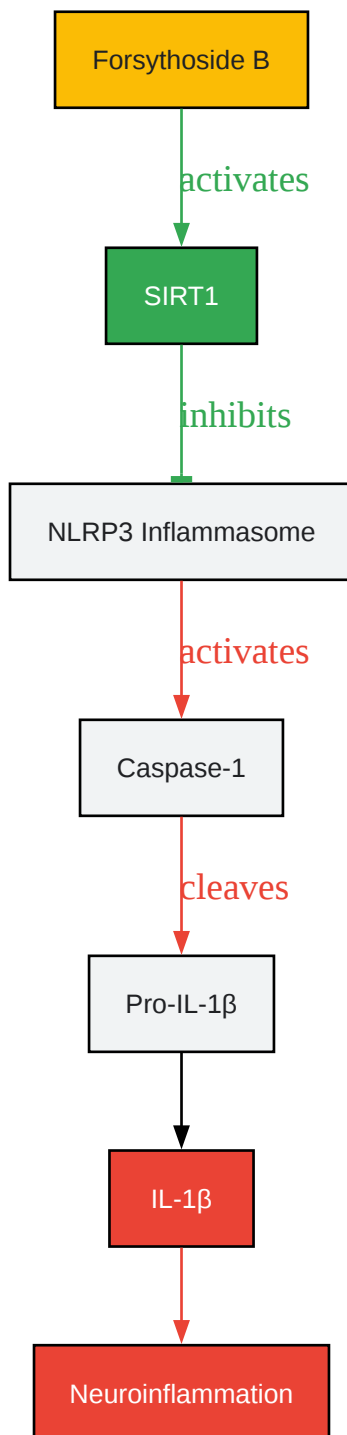 Forsythoside B
activates
SIRT1
inhibits
NLRP3 Inflammasome
activates
Caspase-1
cleaves
Pro-IL-1β
IL-1β
Neuroinflammation